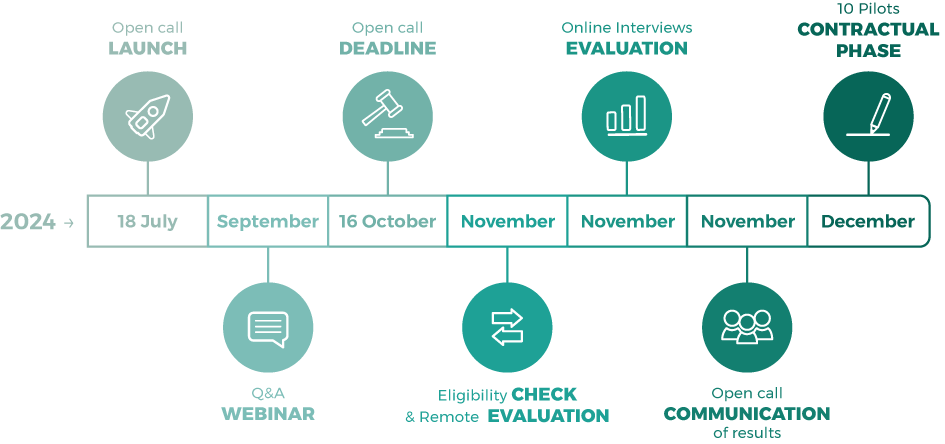 Open call
LAUNCH
Open call
DEADLINE
Online Interviews
EVALUATION
10 Pilots
CONTRACTUAL
PHASE
2024 →
18 July
September
16 October
November
November
November
December
Q&A
WEBINAR
Eligibility CHECK
& Remote EVALUATION
Open call
COMMUNICATION
of results